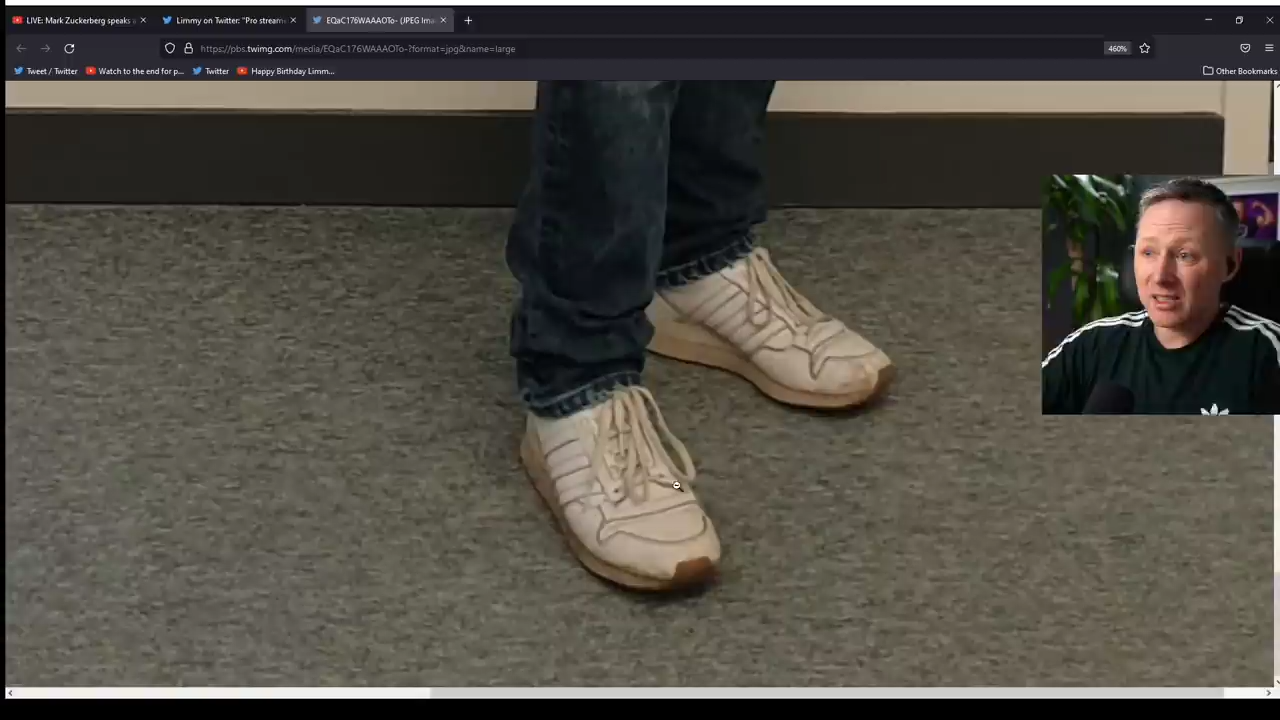 LIVE: Mark Zuckerberg speaks a
Limmy on Twitter: "Pro stream
EQaC176WAAAOTo- (JPEG Ima
https://pbs.twimg.com/media/EQaC176WAAAOTo-?format=jpg&name=large
460%
Tweet / Twitter
Watch to the end for p...
Twitter
Happy Birthday Limm...
Other Bookmarks